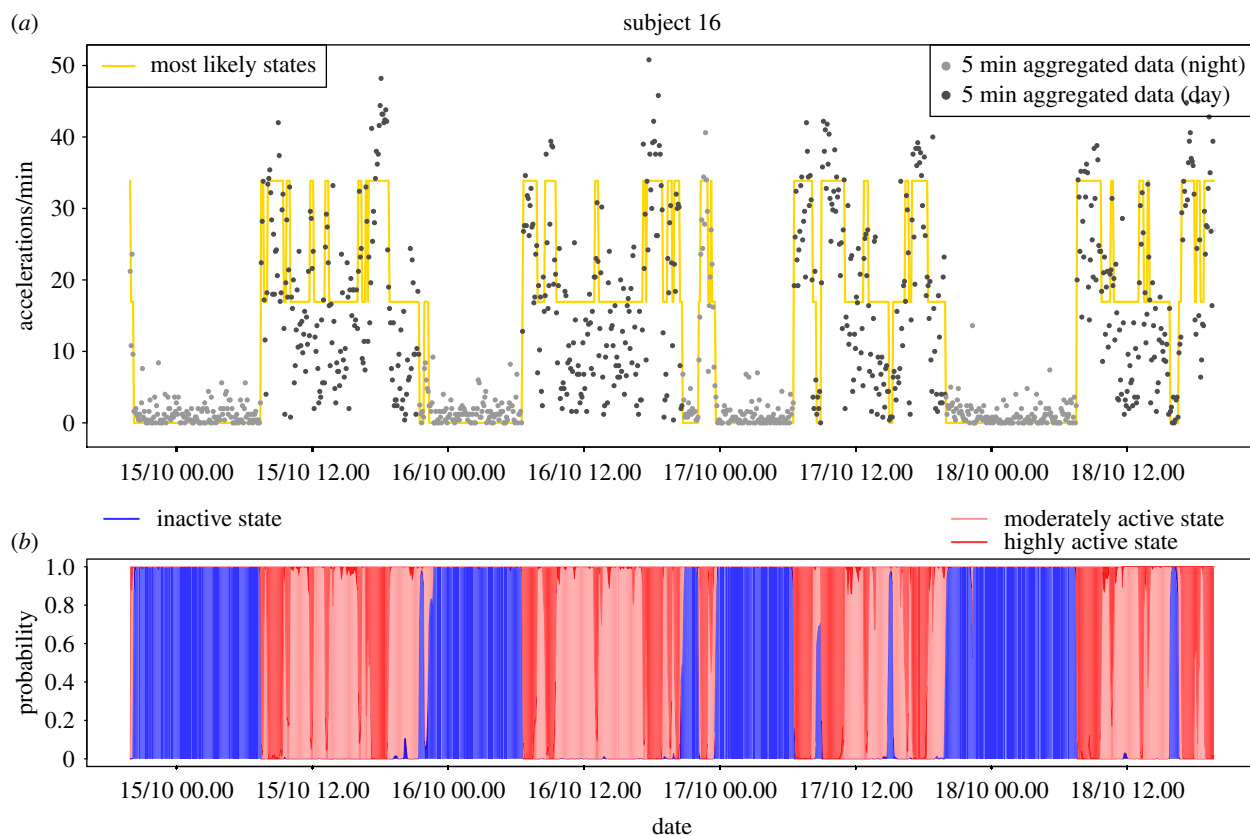 (a) subject 16
most likely states
5 min aggregated data (night)
5 min aggregated data (day)
accelerations/min
50
40
30
20
10
0
15/10 00.00 15/10 12.00 16/10 00.00 16/10 12.00 17/10 00.00 17/10 12.00 18/10 00.00 18/10 12.00
inactive state
moderately active state
highly active state
(b)
probability
1.0
0.8
0.6
0.4
0.2
0
15/10 00.00 15/10 12.00 16/10 00.00 16/10 12.00 17/10 00.00 17/10 12.00 18/10 00.00 18/10 12.00
date